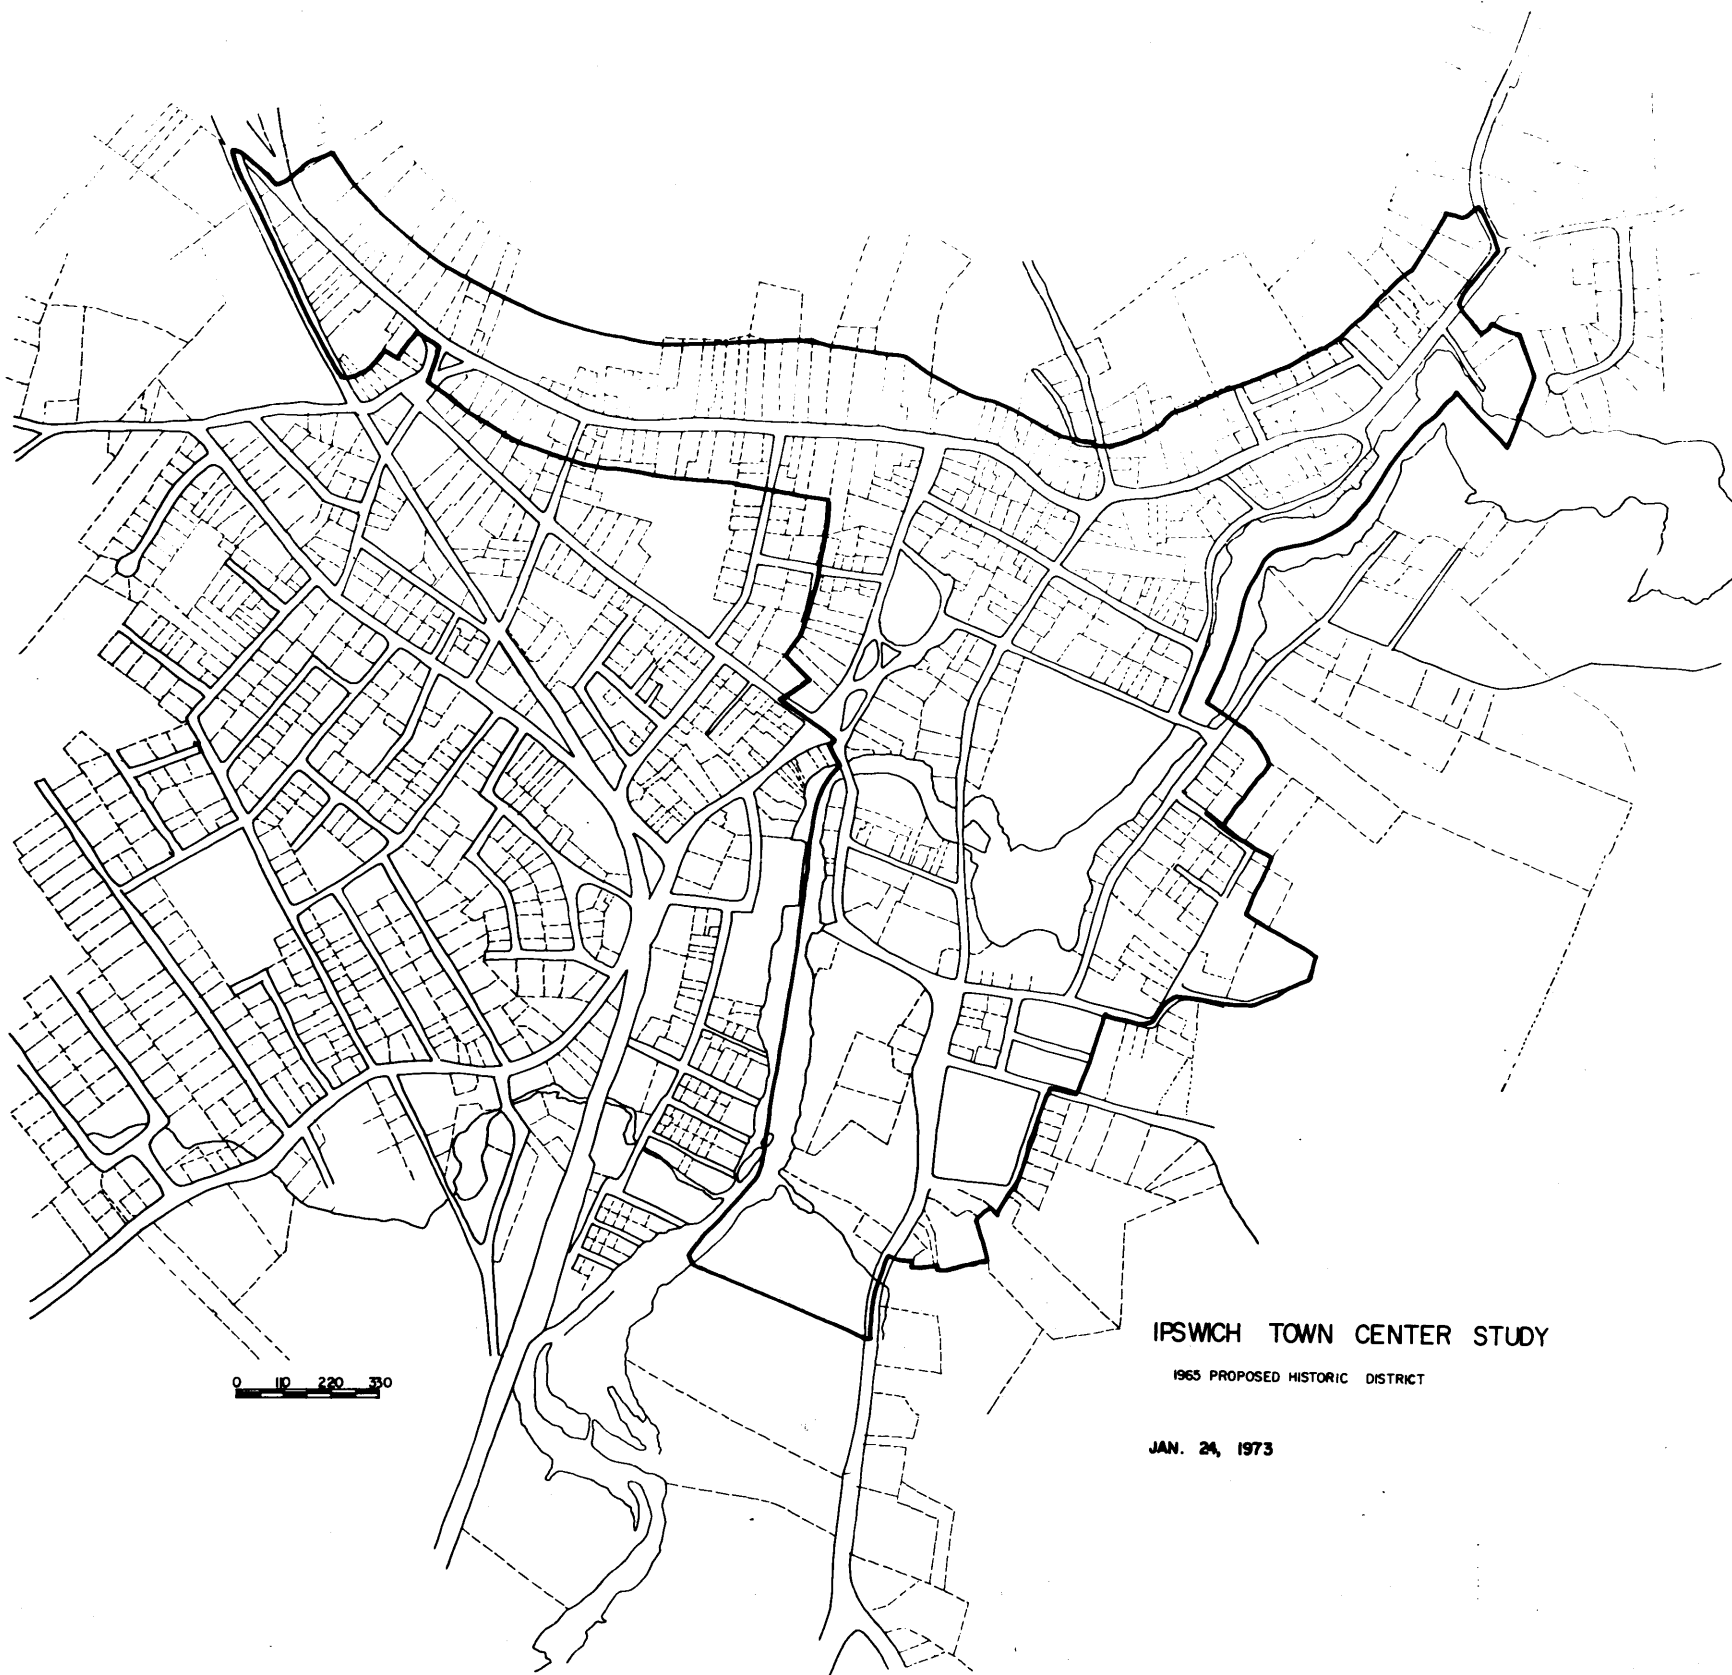 IPSWICH TOWN CENTER STUDY
1965 PROPOSED HISTORIC DISTRICT
JAN. 24, 1973
0 110 220 330